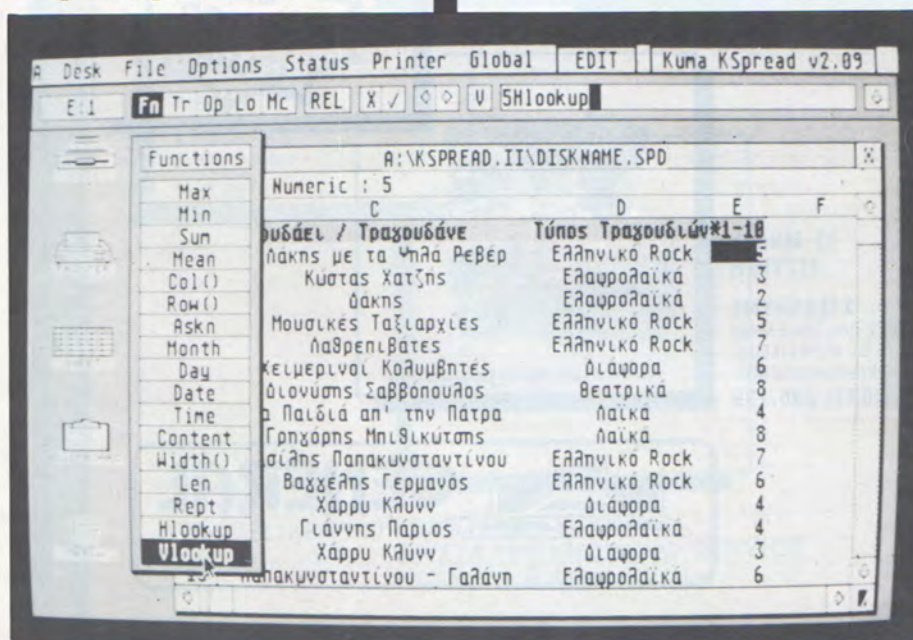 Desk File Options Status Printer Global EDIT Kuma KSpread v2.09
E:1 Fn Tr Op Lo Mc REL X √ V 5Hlookup
Functions
A:\KSPREAD.II\DISKNAME.SPD
Numeric : 5
C D E F
ουδάει / Τραγουδάνε Τύπος Τραγουδιών*1-10
Λάκης με τα Ψηλά Ρεβέρ Ελληνικό Rock
Κώστας Χατζής Ελαφρολαϊκά 3
Δάκης Ελαφρολαϊκά 2
Μουσικές Ταξιαρχίες Ελληνικό Rock 5
Λαθρεπιβάτες Ελληνικό Rock 7
Χειμερινοί Κολυμβητές Διάφορα 6
Διονύσης Σαββόπουλος Θεατρικά 8
α Παιδιά απ' την Πάτρα Λαϊκά 4
Γρηγόρης Μπιθικώτσης Λαϊκά 8
σίλης Παπακωνσταντίνου Ελληνικό Rock 7
Βαγγέλης Γερμανός Ελληνικό Rock 6
Χάρρυ Κλύνν Διάφορα 4
Γιάννης Πάριος Ελαφρολαϊκά 4
Χάρρυ Κλύνν Διάφορα 3
Παπακωνσταντίνου - Γαλάνη Ελαφρολαϊκά 6
Max
Min
Sum
Mean
Col()
Row()
Askn
Month
Day
Date
Time
Content
Width()
Len
Rept
Hlookup
Vlookup